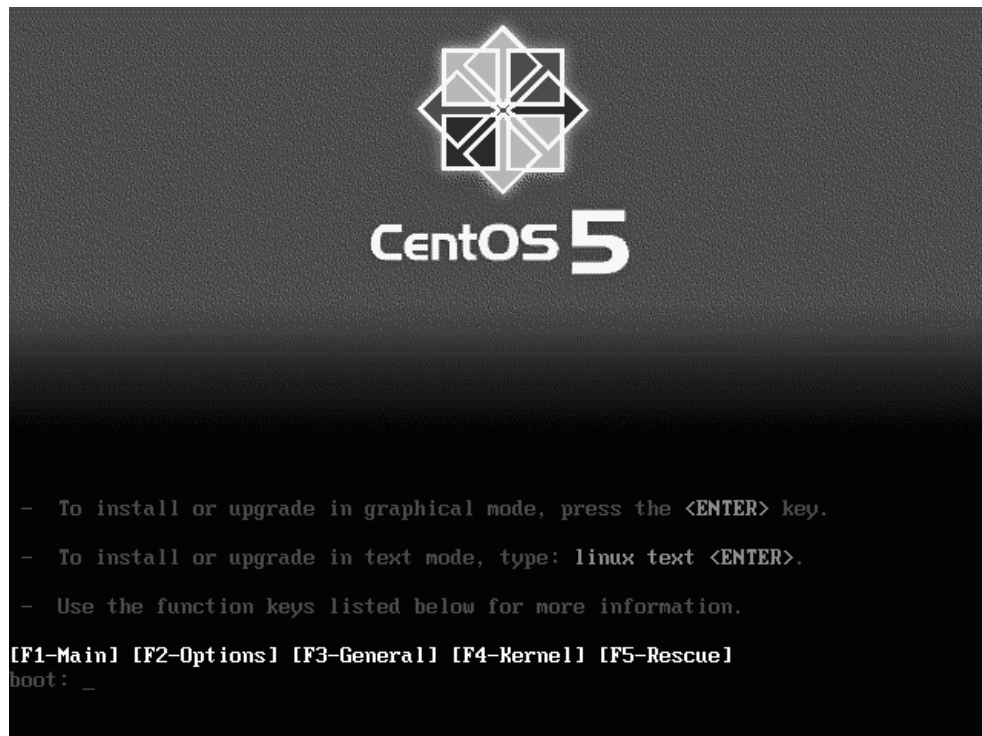 CentOS 5
- To install or upgrade in graphical mode, press the <ENTER> key.
- To install or upgrade in text mode, type: linux text <ENTER>.
- Use the function keys listed below for more information.
[F1-Main] [F2-Options] [F3-General] [F4-Kernel] [F5-Rescue]
boot: _